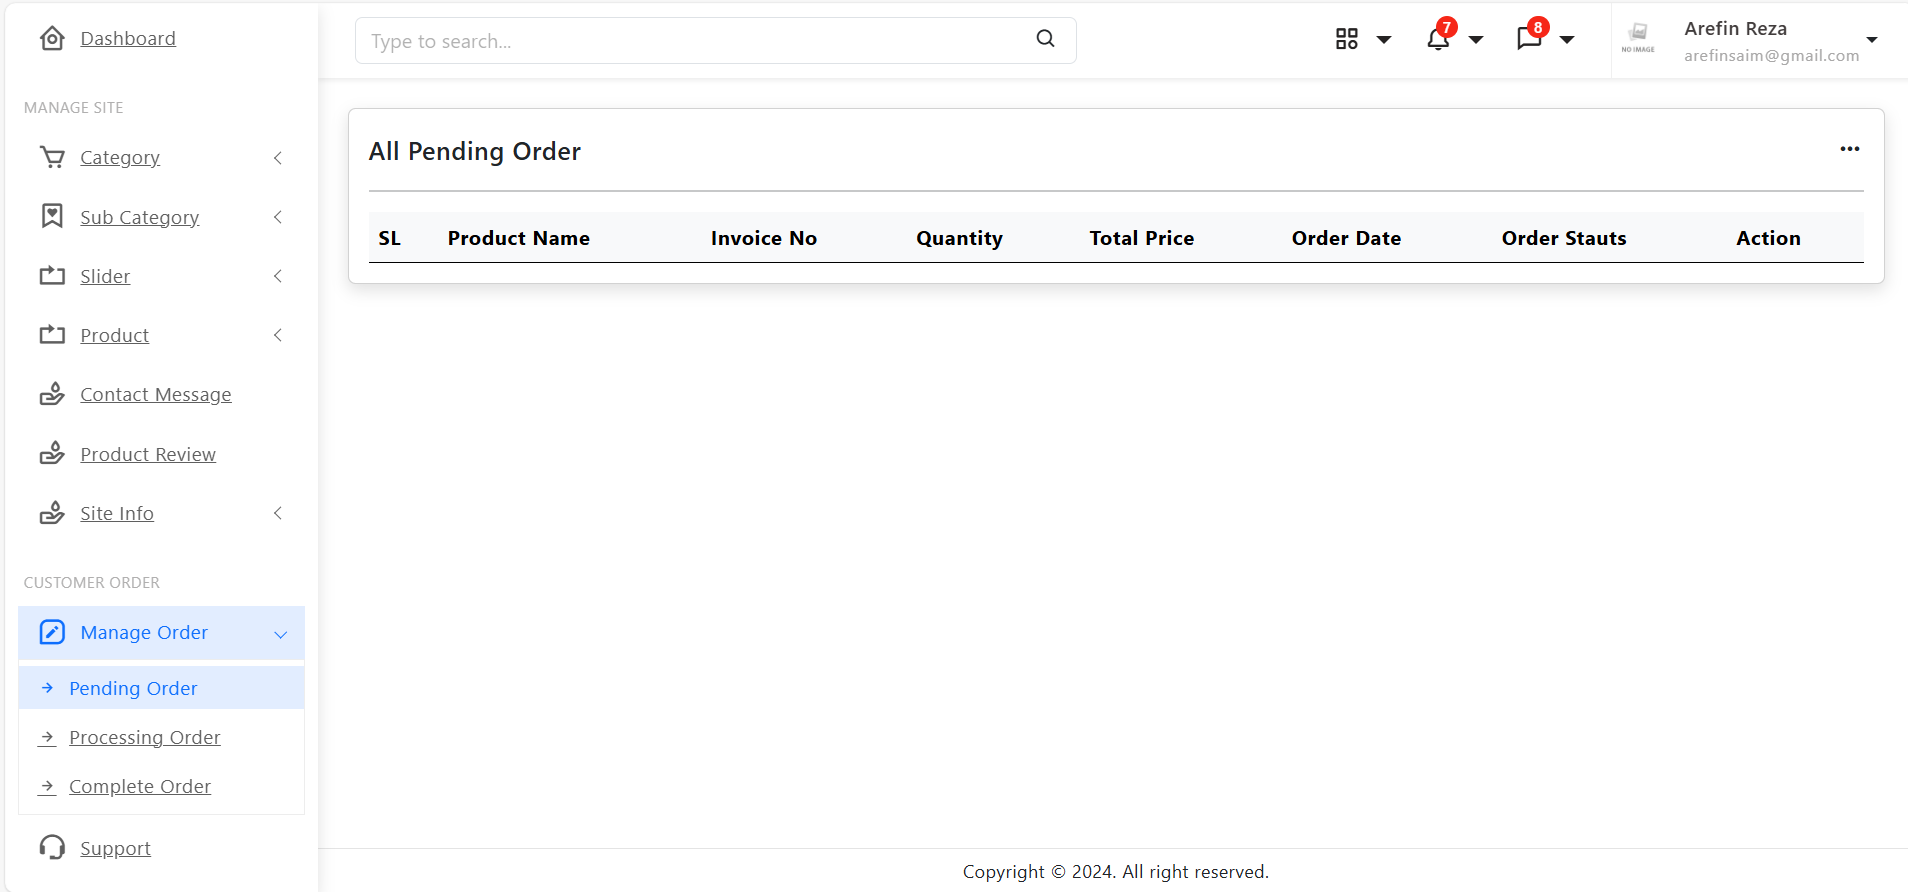 Dashboard
MANAGE SITE
Category
Sub Category
Slider
Product
Contact Message
Product Review
Site Info
CUSTOMER ORDER
Manage Order
Pending Order
Processing Order
Complete Order
Support
Type to search...
7
8
NO IMAGE
Arefin Reza
arefinsaim@gmail.com
All Pending Order
SL Product Name Invoice No Quantity Total Price Order Date Order Stauts Action
Copyright © 2024. All right reserved.